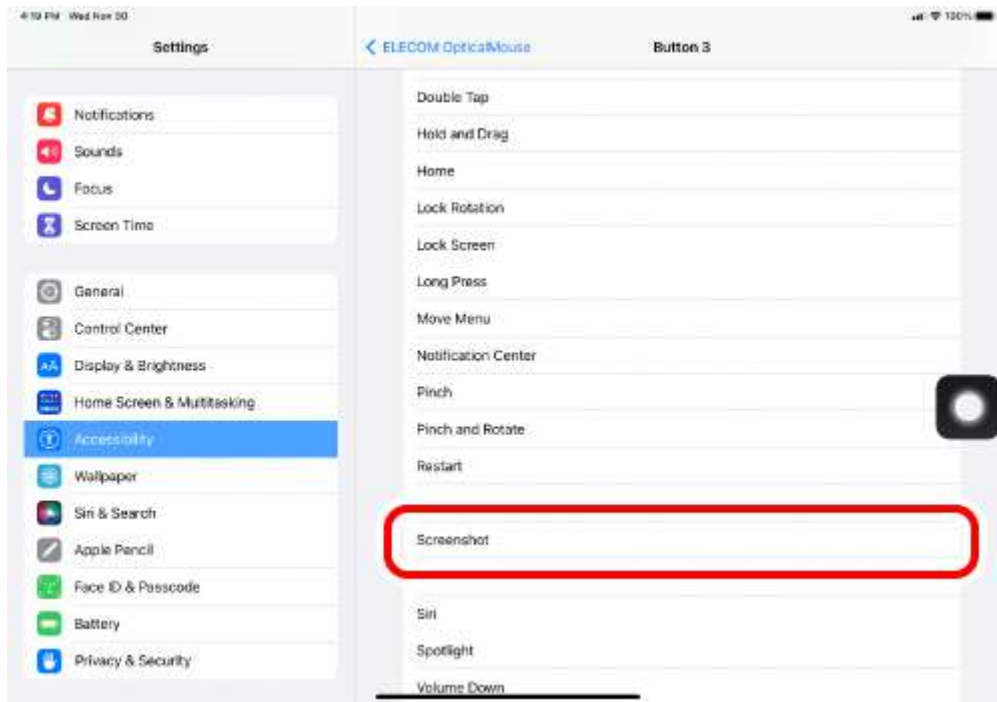 4:19 PM Wed Nov 30
100%
Settings
ELECOM OpticalMouse
Button 3
Notifications
Sounds
Focus
Screen Time
General
Control Center
Display & Brightness
Home Screen & Multitasking
Accessibility
Wallpaper
Siri & Search
Apple Pencil
Face ID & Passcode
Battery
Privacy & Security
Double Tap
Hold and Drag
Home
Lock Rotation
Lock Screen
Long Press
Move Menu
Notification Center
Pinch
Pinch and Rotate
Restart
Screenshot
Siri
Spotlight
Volume Down